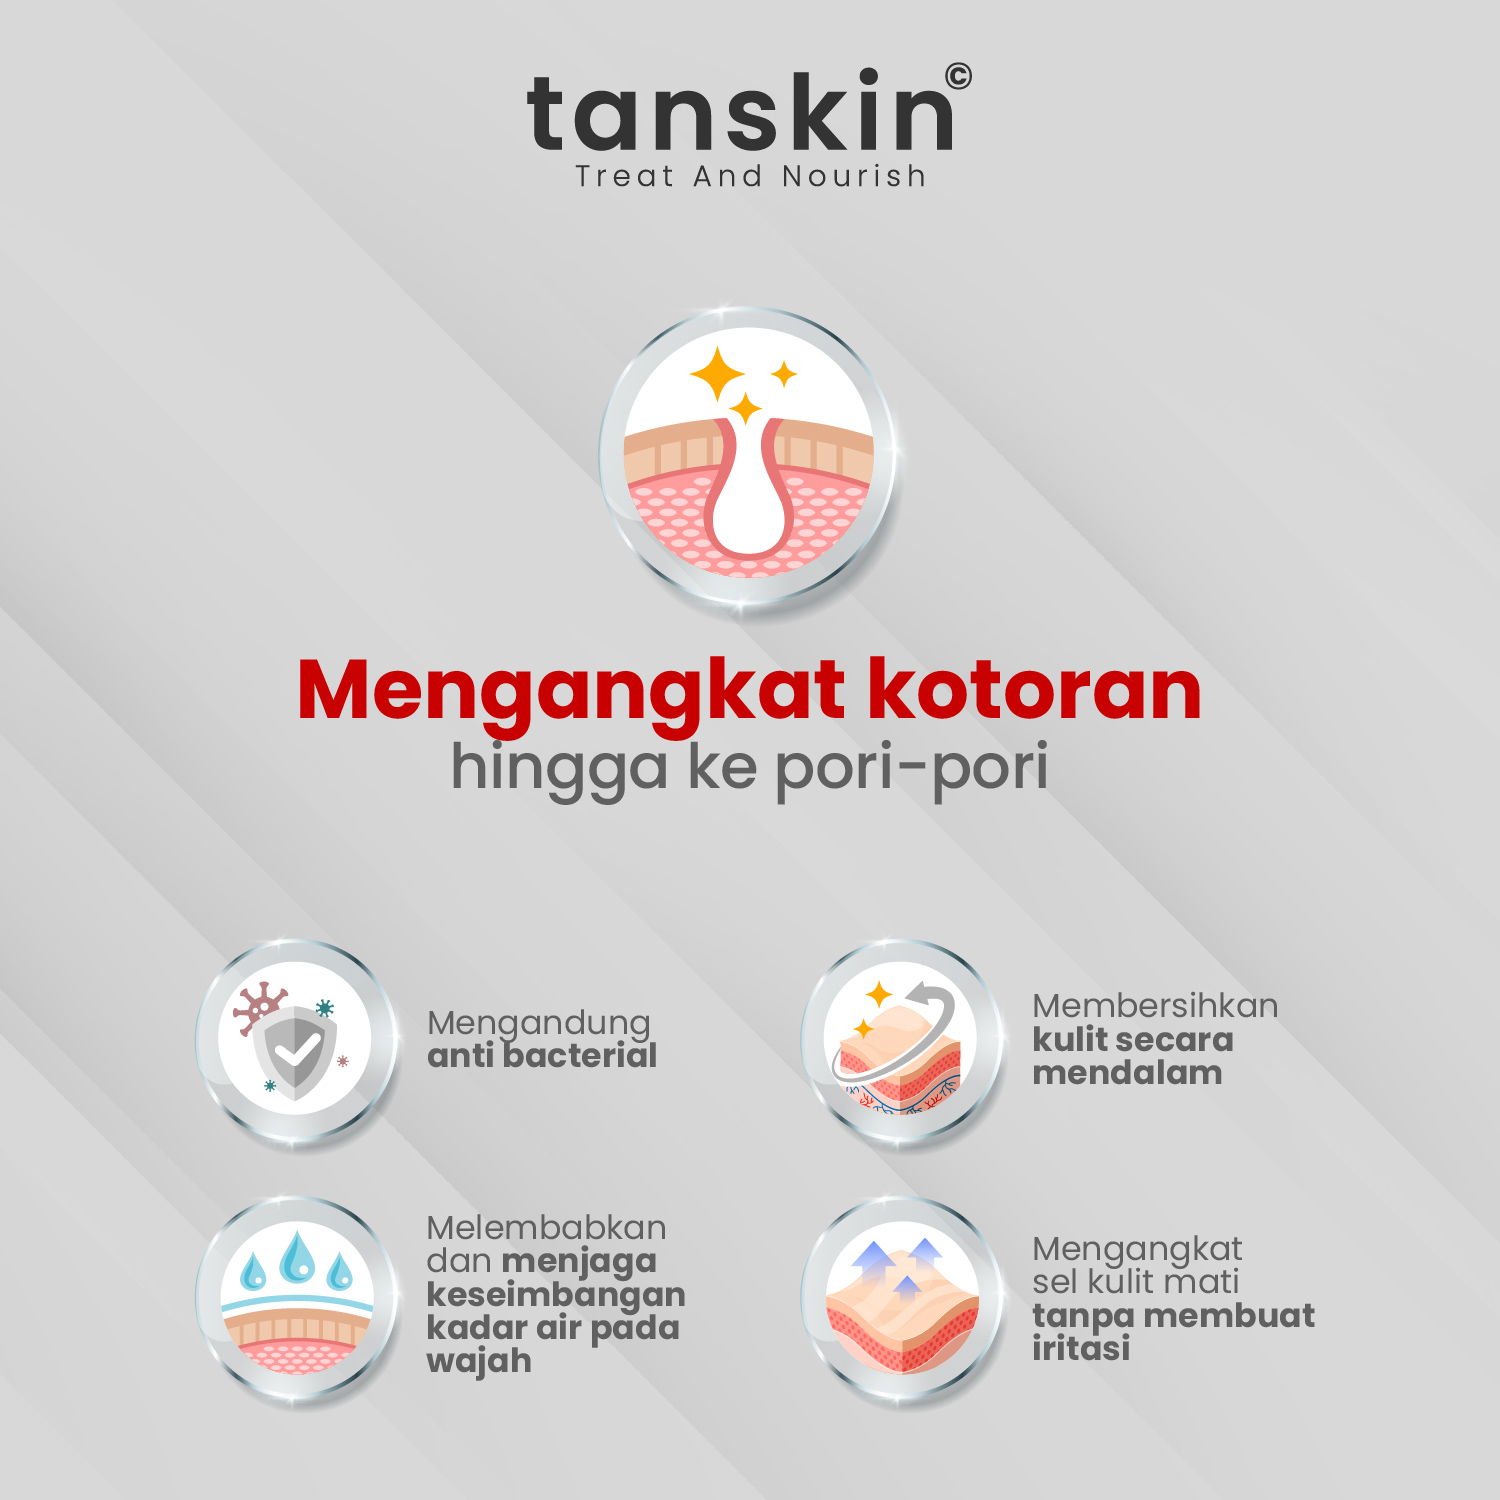 tanskin©
Treat And Nourish
Mengangkat kotoran
hingga ke pori-pori
Mengandung
anti bacterial
Membersihkan
kulit secara
mendalam
Melembabkan
dan menjaga
keseimbangan
kadar air pada
wajah
Mengangkat
sel kulit mati
tanpa membuat
iritasi